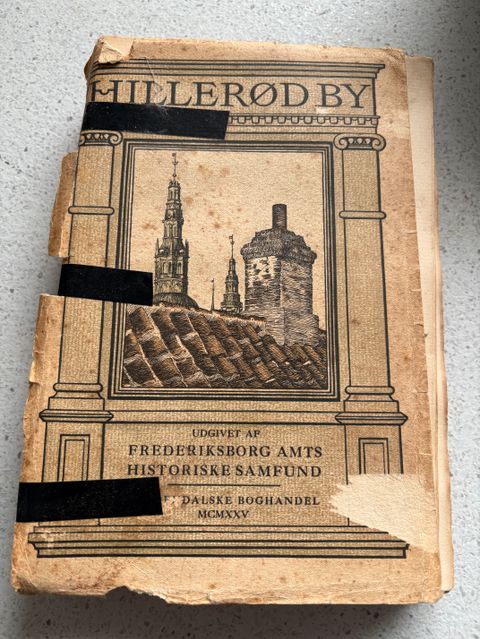 HILLERØD BY
UDGIVET AF
FREDERIKSBORG AMTS
HISTORISKE SAMFUND
DALSKE BOGHANDEL
MCMXXV